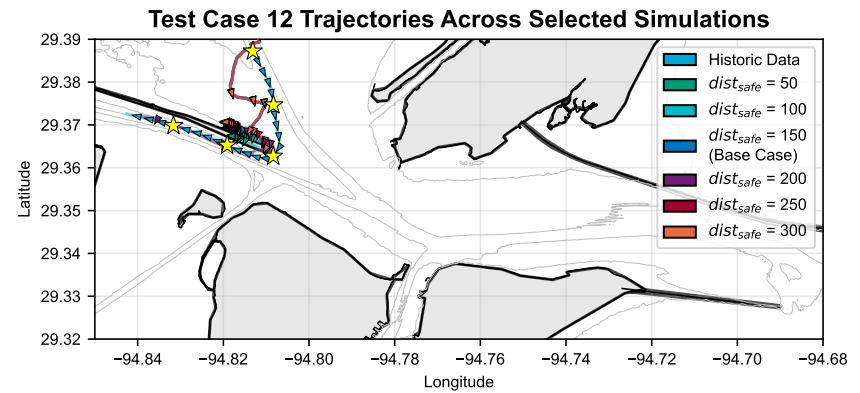 Test Case 12 Trajectories Across Selected Simulations
29.39
29.38
29.37
29.36
29.35
29.34
29.33
29.32
Latitude
−94.84
−94.82
−94.80
−94.78
−94.76
−94.74
−94.72
−94.70
−94.68
Longitude
Historic Data
dist_safe = 50
dist_safe = 100
dist_safe = 150
(Base Case)
dist_safe = 200
dist_safe = 250
dist_safe = 300